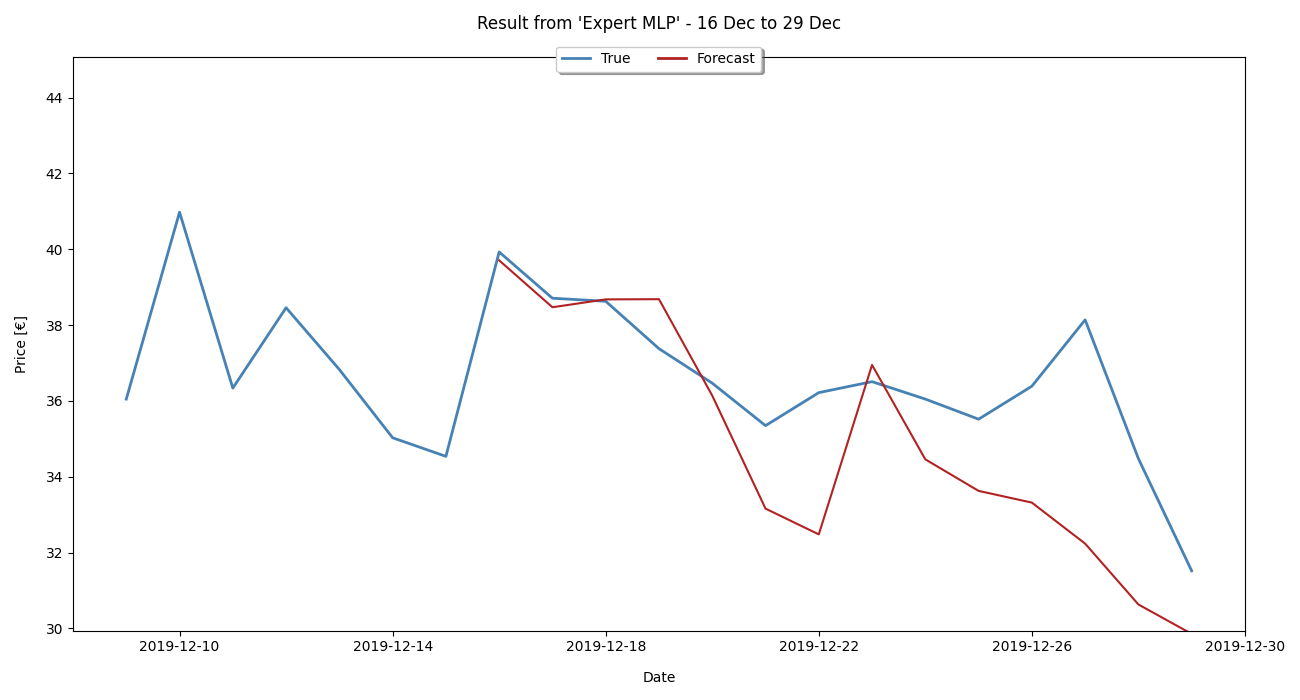 Result from 'Expert MLP' - 16 Dec to 29 Dec
True Forecast
44
42
40
38
36
34
32
30
Price [€]
2019-12-10 2019-12-14 2019-12-18 2019-12-22 2019-12-26 2019-12-30
Date